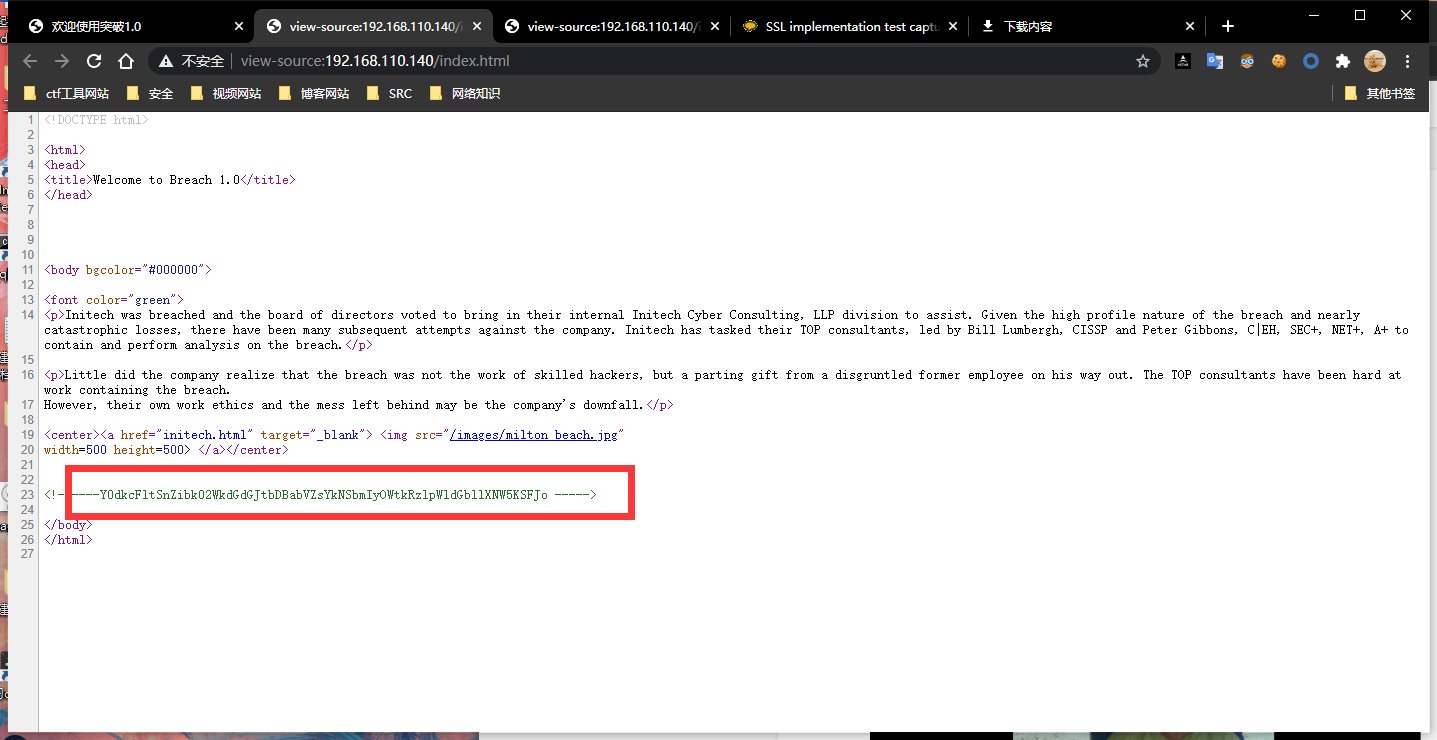 欢迎使用突破1.0
view-source:192.168.110.140/i
view-source:192.168.110.140/i
SSL implementation test captu
下载内容
不安全
view-source:192.168.110.140/index.html
ctf工具网站
安全
视频网站
博客网站
SRC
网络知识
其他书签
1 <!DOCTYPE html>
2
3 <html>
4 <head>
5 <title>Welcome to Breach 1.0</title>
6 </head>
7
8
9
10
11 <body bgcolor="#000000">
12
13 <font color="green">
14 <p>Initech was breached and the board of directors voted to bring in their internal Initech Cyber Consulting, LLP division to assist. Given the high profile nature of the breach and nearly
catastrophic losses, there have been many subsequent attempts against the company. Initech has tasked their TOP consultants, led by Bill Lumbergh, CISSP and Peter Gibbons, C|EH, SEC+, NET+, A+ to
contain and perform analysis on the breach.</p>
15
16 <p>Little did the company realize that the breach was not the work of skilled hackers, but a parting gift from a disgruntled former employee on his way out. The TOP consultants have been hard at
work containing the breach.
17 However, their own work ethics and the mess left behind may be the company's downfall.</p>
18
19 <center><a href="initech.html" target="_blank"> <img src="/images/milton_beach.jpg"
20 width=500 height=500> </a></center>
21
22
23 <!------Y0dkcFltSnZibk02WkdGdGJtbDBabVZsYkNSbmIyOWtkRzlpWldGbllXNW5KSFJo ----->
24
25 </body>
26 </html>
27